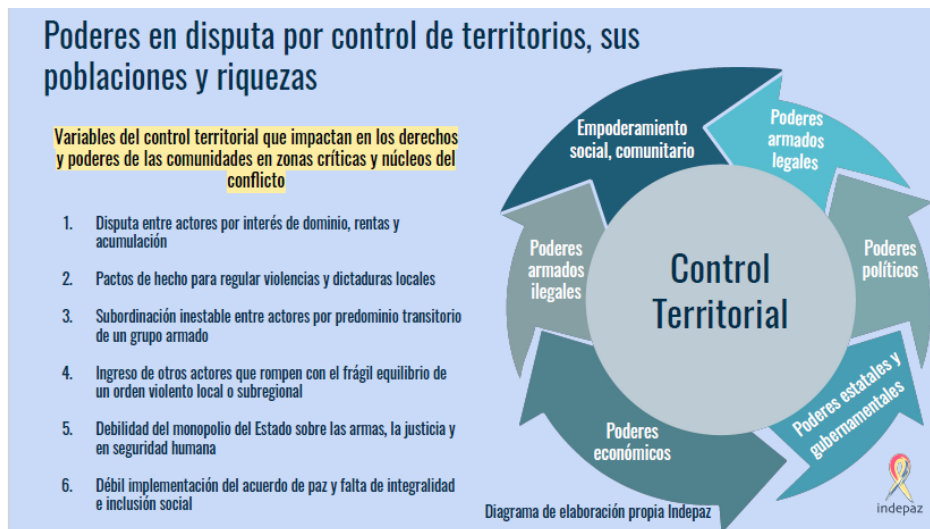 Poderes en disputa por control de territorios, sus
poblaciones y riquezas
Variables del control territorial que impactan en los derechos
y poderes de las comunidades en zonas críticas y núcleos del
conflicto
1. Disputa entre actores por interés de dominio, rentas y
acumulación
2. Pactos de hecho para regular violencias y dictaduras locales
3. Subordinación inestable entre actores por predominio transitorio
de un grupo armado
4. Ingreso de otros actores que rompen con el frágil equilibrio de
un orden violento local o subregional
5. Debilidad del monopolio del Estado sobre las armas, la justicia y
en seguridad humana
6. Débil implementación del acuerdo de paz y falta de integralidad
e inclusión social
Empoderamiento
social, comunitario
Poderes
armados
legales
Poderes
políticos
Poderes estatales y
gubernamentales
Poderes
económicos
Poderes
armados
ilegales
Control
Territorial
Diagrama de elaboración propia Indepaz
indepaz